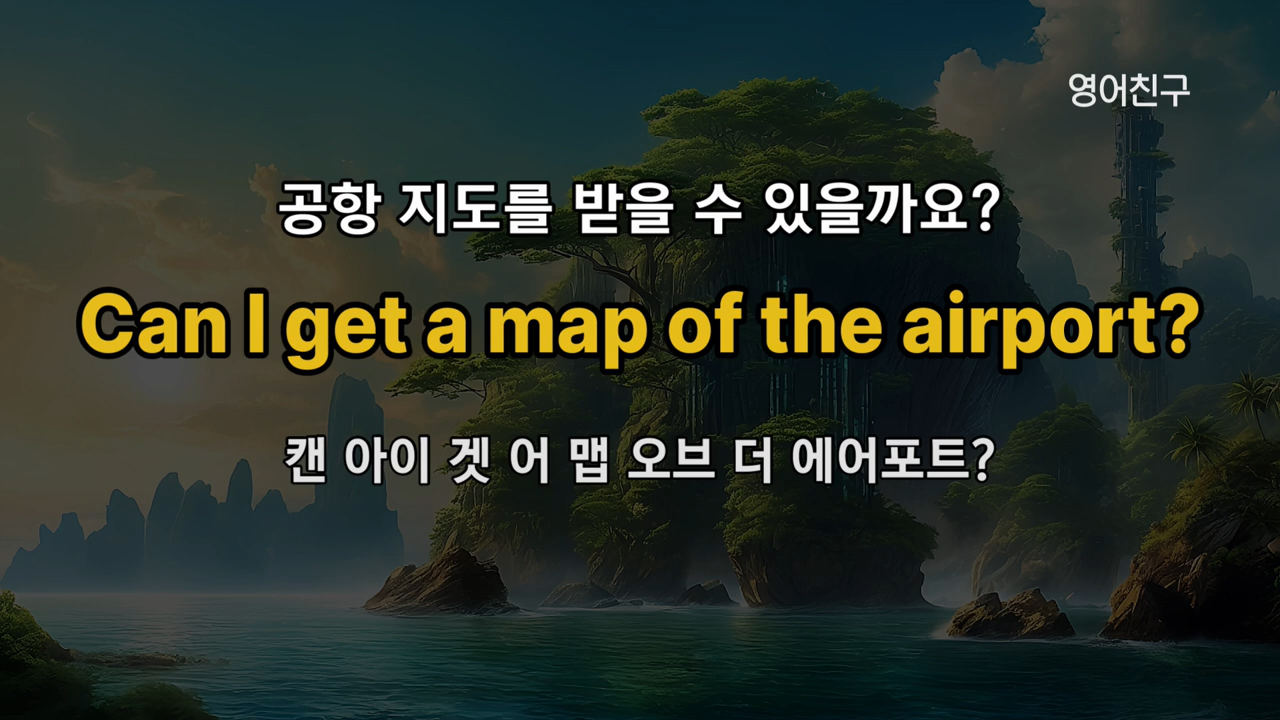 영어친구
공항 지도를 받을 수 있을까요?
Can I get a map of the airport?
캔 아이 겟 어 맵 오브 더 에어포트?